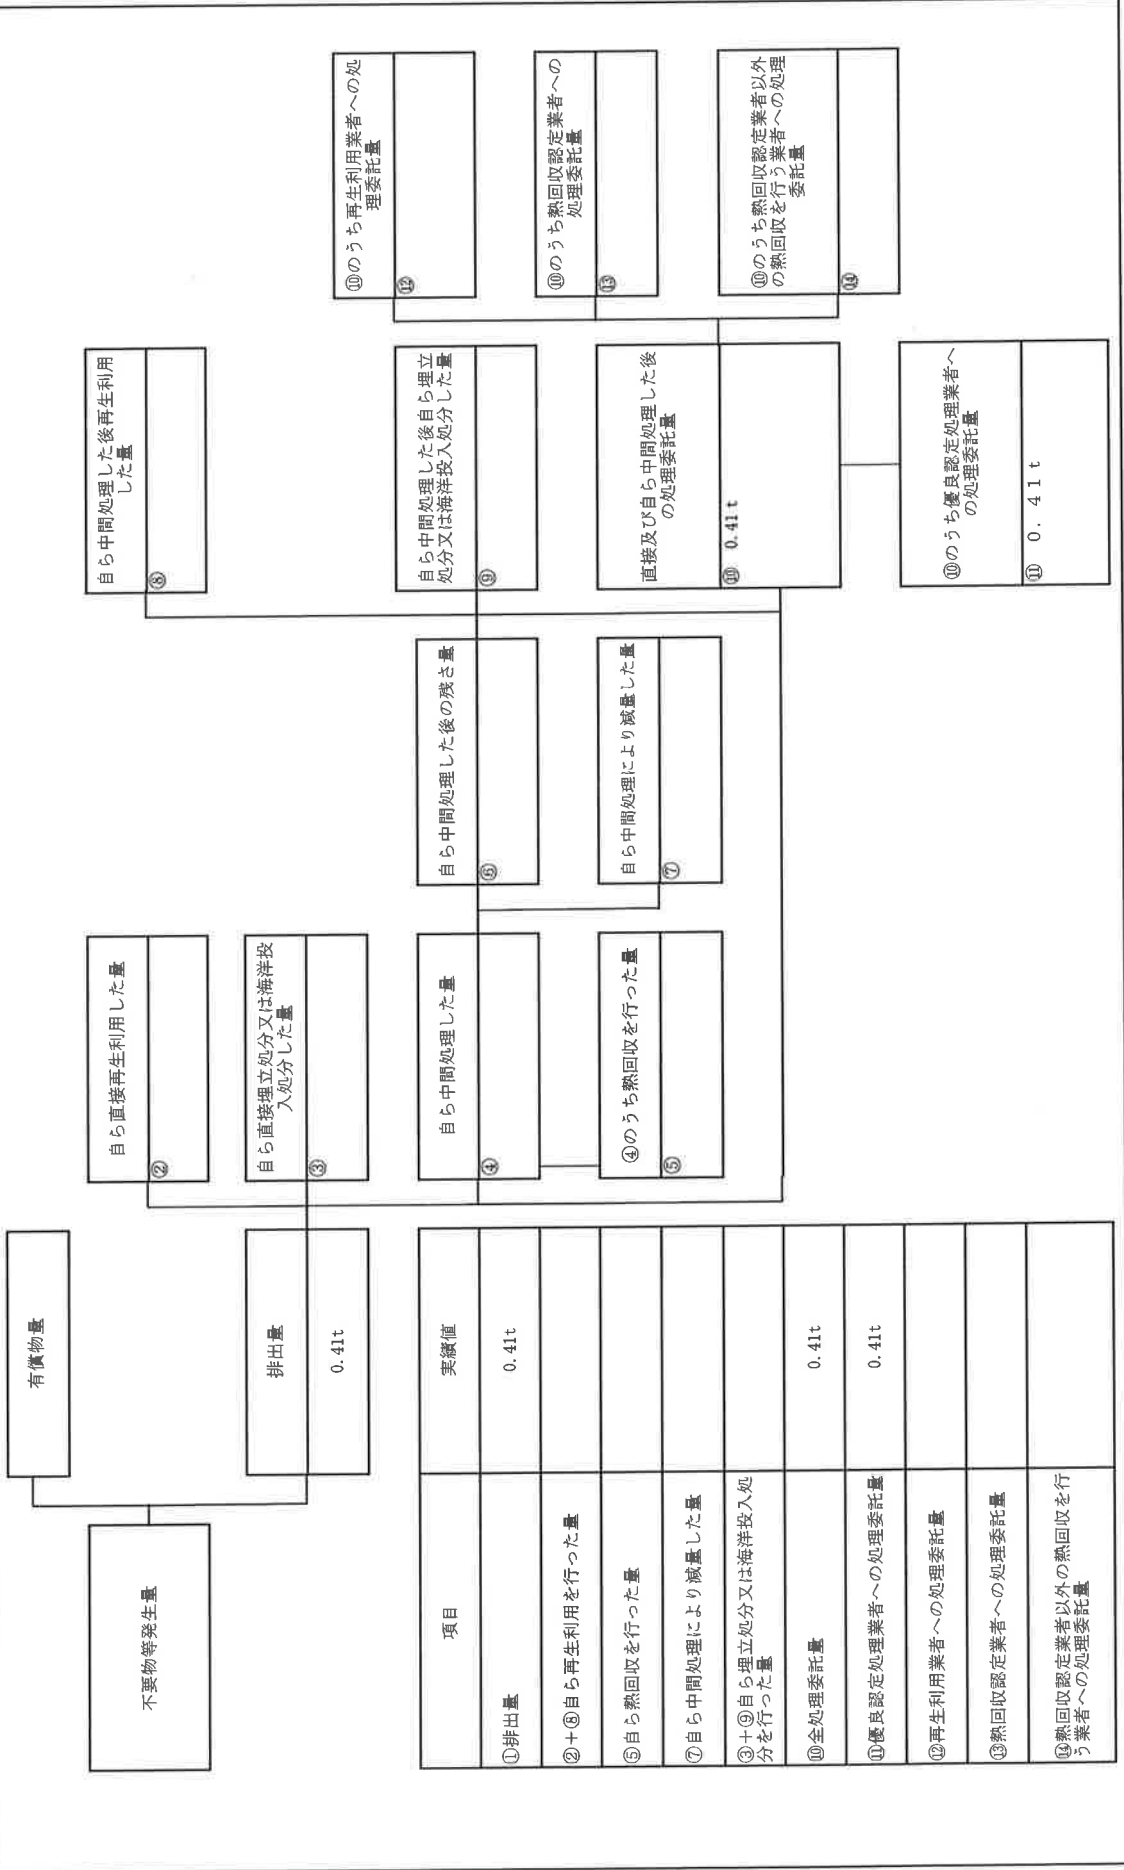 不要物等発生量
有償物量
排出量
0.41t
自ら直接再生利用した量
②
自ら直接埋立処分又は海洋投
入処分した量
③
自ら中間処理した量
④
④のうち熱回収を行った量
⑤
自ら中間処理した後の残さ量
⑥
自ら中間処理により減量した量
⑦
自ら中間処理した後再生利用
した量
⑧
自ら中間処理した後自ら埋立
処分又は海洋投入処分した量
⑨
直接及び自ら中間処理した後
の処理委託量
⑩ 0.41t
⑩のうち優良認定処理業者へ
の処理委託量
⑪ 0.41t
⑩のうち再生利用業者への処
理委託量
⑫
⑩のうち熱回収認定業者への
処理委託量
⑬
⑩のうち熱回収認定業者以外
の熱回収を行う業者への処理
委託量
⑭
項目 実績値
①排出量 0.41t
②+⑧自ら再生利用を行った量
⑤自ら熱回収を行った量
⑦自ら中間処理により減量した量
③+⑨自ら埋立処分又は海洋投入処
分を行った量
⑩全処理委託量 0.41t
⑪優良認定処理業者への処理委託量 0.41t
⑫再生利用業者への処理委託量
⑬熱回収認定業者への処理委託量
⑭熱回収認定業者以外の熱回収を行
う業者への処理委託量